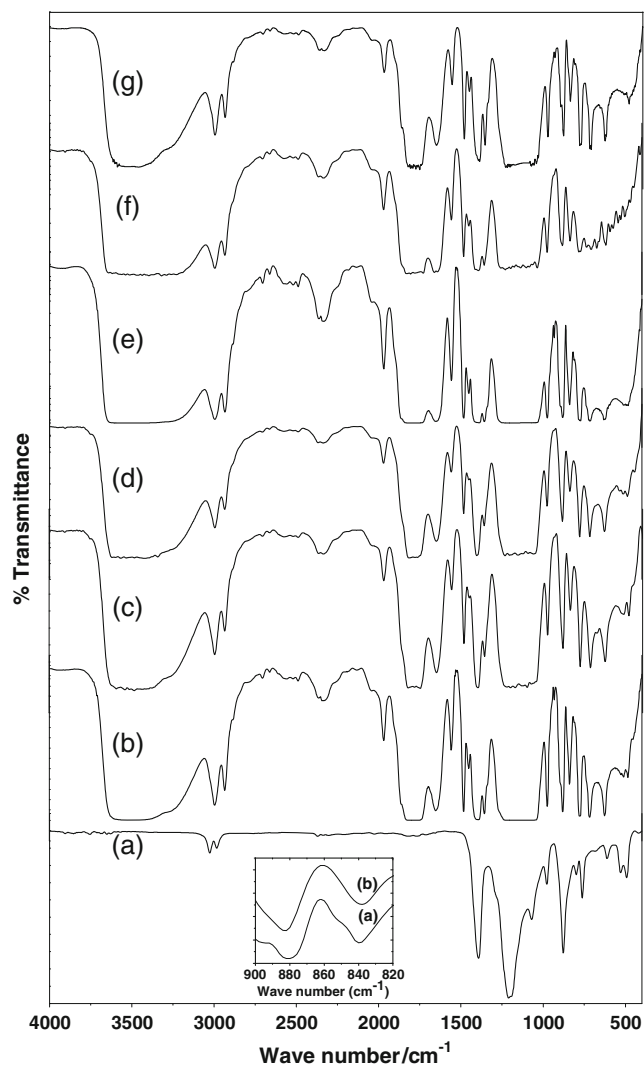 (g)
(f)
(e)
(d)
(c)
(b)
(a)
% Transmittance
(b)
(a)
900 880 860 840 820
Wave number (cm⁻¹)
4000 3500 3000 2500 2000 1500 1000 500
Wave number/cm⁻¹